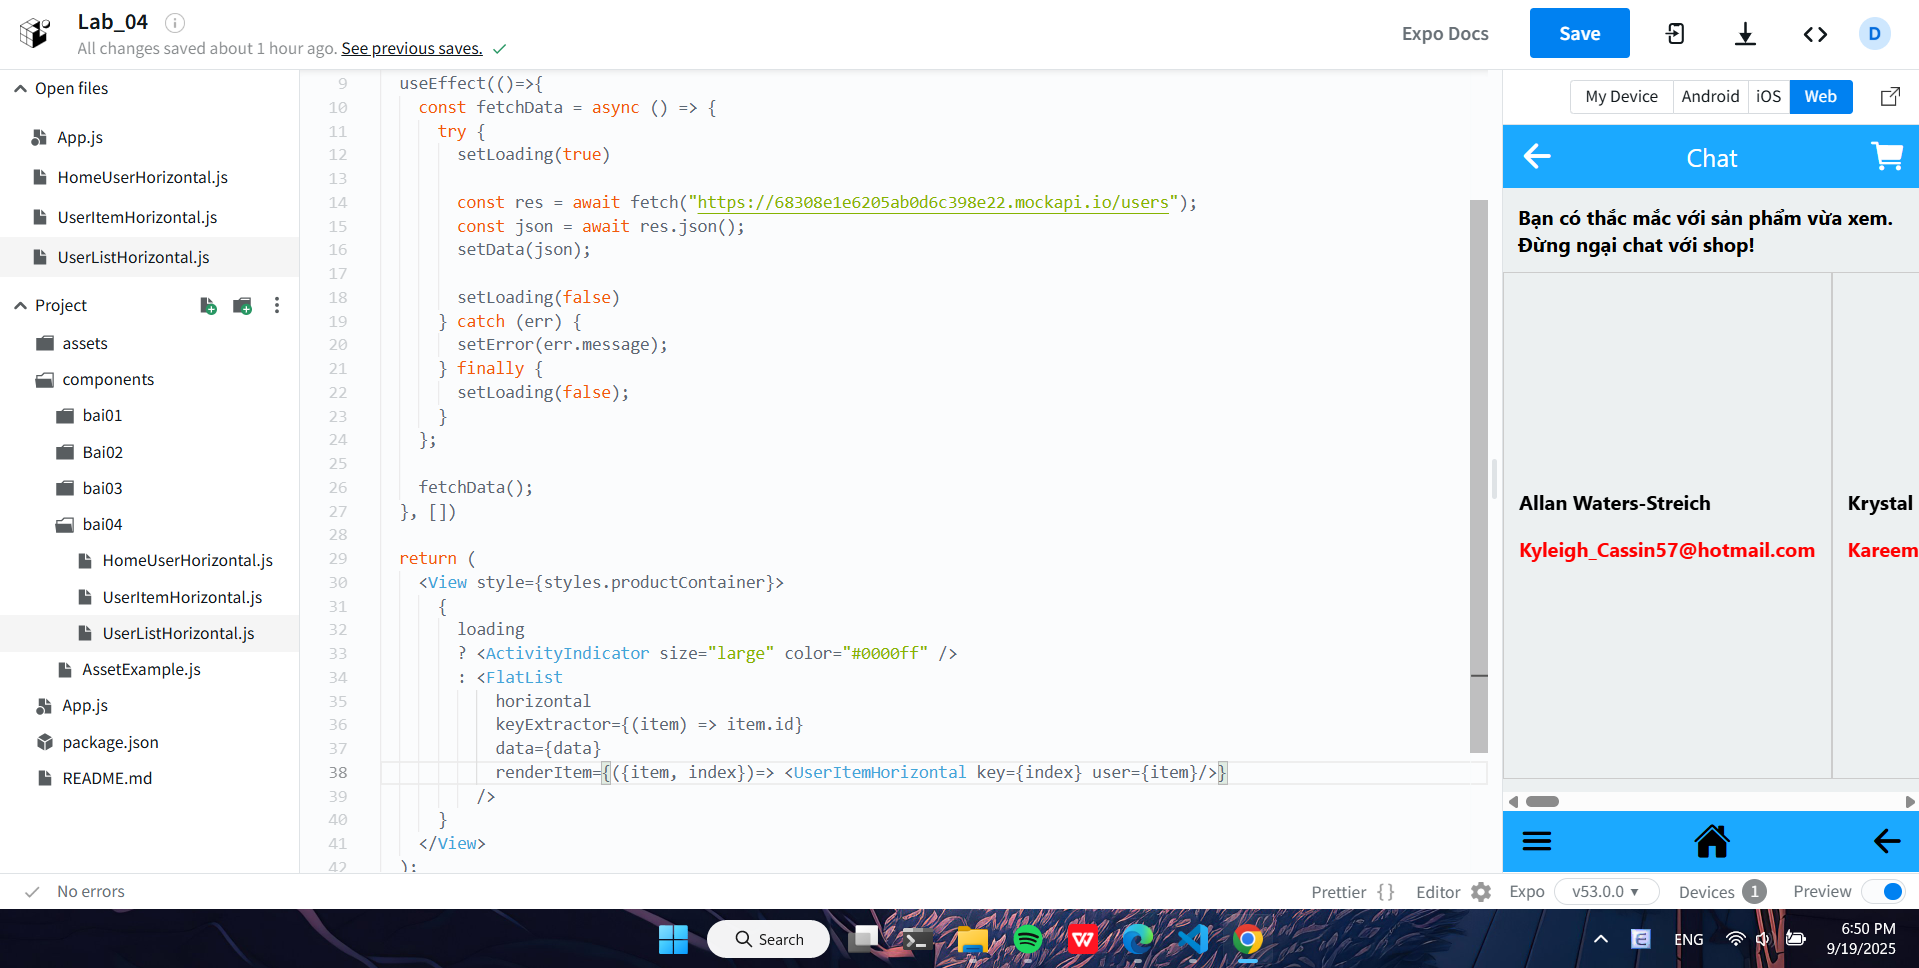 Lab_04
All changes saved about 1 hour ago. See previous saves.
Expo Docs
Save
D
Open files
App.js
HomeUserHorizontal.js
UserItemHorizontal.js
UserListHorizontal.js
Project
assets
components
bai01
Bai02
bai03
bai04
HomeUserHorizontal.js
UserItemHorizontal.js
UserListHorizontal.js
AssetExample.js
App.js
package.json
README.md
9 useEffect(()=>{
10 const fetchData = async () => {
11 try {
12 setLoading(true)
13
14 const res = await fetch("https://68308e1e6205ab0d6c398e22.mockapi.io/users");
15 const json = await res.json();
16 setData(json);
17
18 setLoading(false)
19 } catch (err) {
20 setError(err.message);
21 } finally {
22 setLoading(false);
23 }
24 };
25
26 fetchData();
27 }, [])
28
29 return (
30 <View style={styles.productContainer}>
31 {
32 loading
33 ? <ActivityIndicator size="large" color="#0000ff" />
34 : <FlatList
35 horizontal
36 keyExtractor={(item) => item.id}
37 data={data}
38 renderItem={({item, index})=> <UserItemHorizontal key={index} user={item}/>}
39 />
40 }
41 </View>
42 );
My Device
Android
iOS
Web
Chat
Bạn có thắc mắc với sản phẩm vừa xem.
Đừng ngại chat với shop!
Allan Waters-Streich
Krystal
Kyleigh_Cassin57@hotmail.com
Kareem
No errors
Prettier { }
Editor
Expo
v53.0.0
Devices 1
Preview
Search
ENG
6:50 PM
9/19/2025